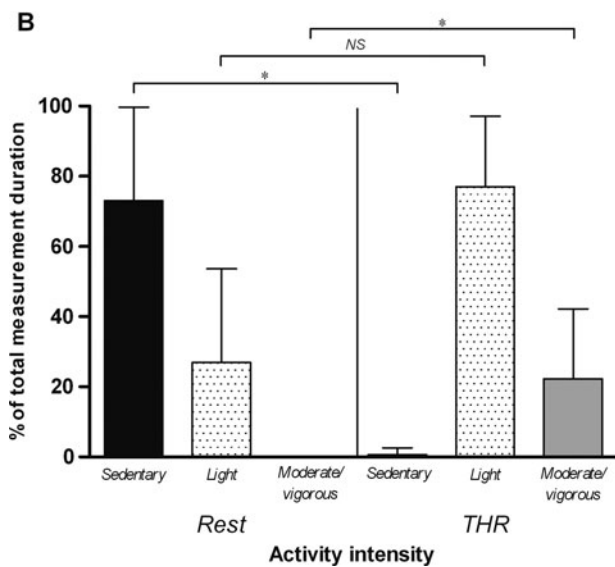 B
*
NS
*
% of total measurement duration
100
80
60
40
20
0
Sedentary Light Moderate/ Sedentary Light Moderate/
vigorous vigorous
Rest THR
Activity intensity